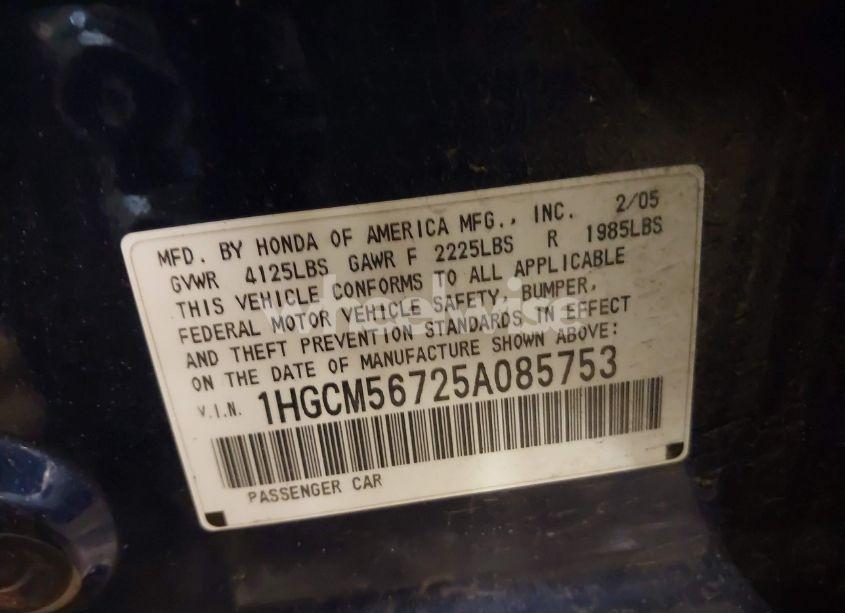 MFD. BY HONDA OF AMERICA MFG., INC. 2/05
GVWR 4125LBS GAWR F 2225LBS R 1985LBS
THIS VEHICLE CONFORMS TO ALL APPLICABLE
FEDERAL MOTOR VEHICLE SAFETY, BUMPER,
AND THEFT PREVENTION STANDARDS IN EFFECT
ON THE DATE OF MANUFACTURE SHOWN ABOVE:
V.I.N. 1HGCM56725A085753
PASSENGER CAR
wheelwise